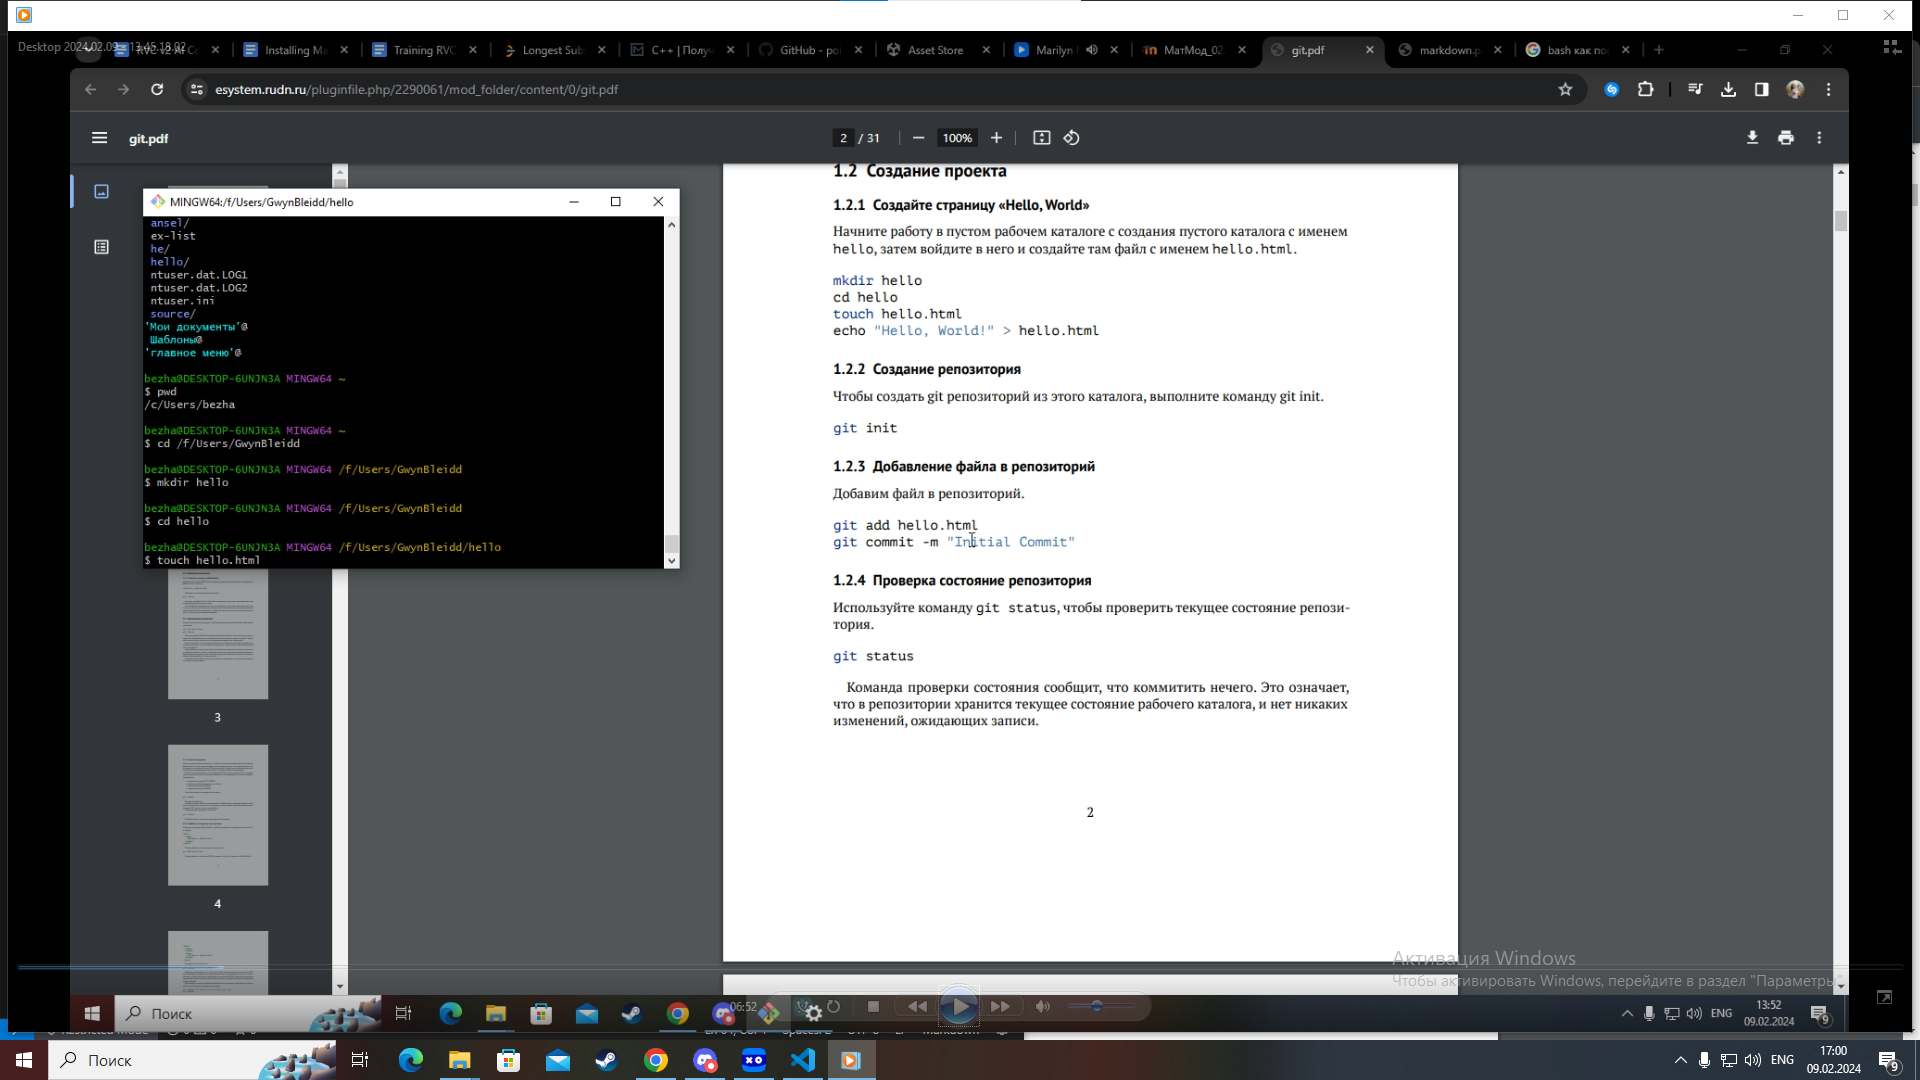 Desktop 2024.02.09 - 13.45.18.02
Installing Ma
Training RVC
Longest Sub
C++ | Получ
GitHub - poi
Asset Store
Marilyn
МатМод_02
git.pdf
markdown.p
bash как по
esystem.rudn.ru/pluginfile.php/2290061/mod_folder/content/0/git.pdf
git.pdf
2 / 31
100%
MINGW64:/f/Users/GwynBleidd/hello
ansel/
ex-list
he/
hello/
ntuser.dat.LOG1
ntuser.dat.LOG2
ntuser.ini
source/
'Мои документы'@
Шаблоны@
'главное меню'@
bezha@DESKTOP-6UNJN3A MINGW64 ~
$ pwd
/c/Users/bezha
bezha@DESKTOP-6UNJN3A MINGW64 ~
$ cd /f/Users/GwynBleidd
bezha@DESKTOP-6UNJN3A MINGW64 /f/Users/GwynBleidd
$ mkdir hello
bezha@DESKTOP-6UNJN3A MINGW64 /f/Users/GwynBleidd
$ cd hello
bezha@DESKTOP-6UNJN3A MINGW64 /f/Users/GwynBleidd/hello
$ touch hello.html
3
4
1.2 Создание проекта
1.2.1 Создайте страницу «Hello, World»
Начните работу в пустом рабочем каталоге с создания пустого каталога с именем
hello, затем войдите в него и создайте там файл с именем hello.html.
mkdir hello
cd hello
touch hello.html
echo "Hello, World!" > hello.html
1.2.2 Создание репозитория
Чтобы создать git репозиторий из этого каталога, выполните команду git init.
git init
1.2.3 Добавление файла в репозиторий
Добавим файл в репозиторий.
git add hello.html
git commit -m "Initial Commit"
1.2.4 Проверка состояние репозитория
Используйте команду git status, чтобы проверить текущее состояние репози-
тория.
git status
Команда проверки состояния сообщит, что коммитить нечего. Это означает,
что в репозитории хранится текущее состояние рабочего каталога, и нет никаких
изменений, ожидающих записи.
2
Активация Windows
Чтобы активировать Windows, перейдите в раздел "Параметры".
Поиск
06:52
ENG
13:52
09.02.2024
9
Поиск
ENG
17:00
09.02.2024
9